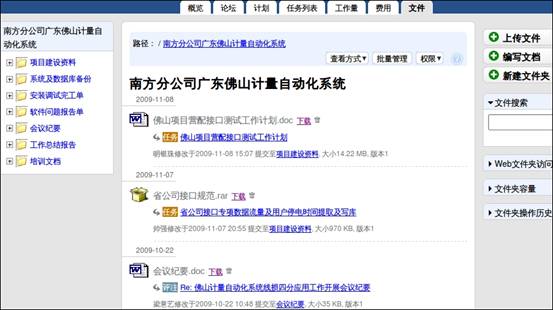 概览 论坛 计划 任务列表 工作量 费用 文件
南方分公司广东佛山计量自动化系统
项目建设资料
系统及数据库备份
安装调试完工单
软件问题报告单
会议纪要
工作总结报告
培训文档
路径： / 南方分公司广东佛山计量自动化系统
查看方式 批量管理 权限
南方分公司广东佛山计量自动化系统
2009-11-08
佛山项目营配接口测试工作计划.doc 下载
任务 佛山项目营配接口测试工作计划
明银珠修改于2009-11-08 15:07 提交至项目建设资料, 大小14.22 MB, 版本1
2009-11-07
省公司接口规范.rar 下载
任务 省公司接口专项数据流量及用户停电时间提取及写库
帅强修改于2009-11-07 20:55 提交至项目建设资料, 大小970 KB, 版本1
2009-10-22
会议纪要.doc 下载
评注 Re: 佛山计量自动化系统线损四分应用工作开展会议纪要
梁意艺修改于2009-10-22 10:48 提交至会议纪要, 大小35 KB, 版本1
上传文件
编写文档
新建文件夹
文件搜索
Web文件夹访问
文件夹容量
文件夹操作历史